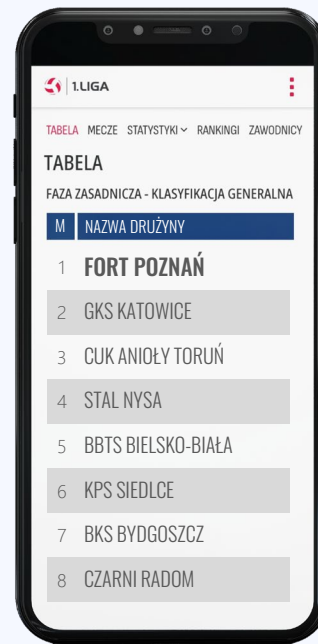 1.LIGA
TABELA MECZE STATYSTYKI RANKINGI ZAWODNICY
TABELA
FAZA ZASADNICZA - KLASYFIKACJA GENERALNA
M NAZWA DRUŻYNY
1 FORT POZNAŃ
2 GKS KATOWICE
3 CUK ANIOŁY TORUŃ
4 STAL NYSA
5 BBTS BIELSKO-BIAŁA
6 KPS SIEDLCE
7 BKS BYDGOSZCZ
8 CZARNI RADOM